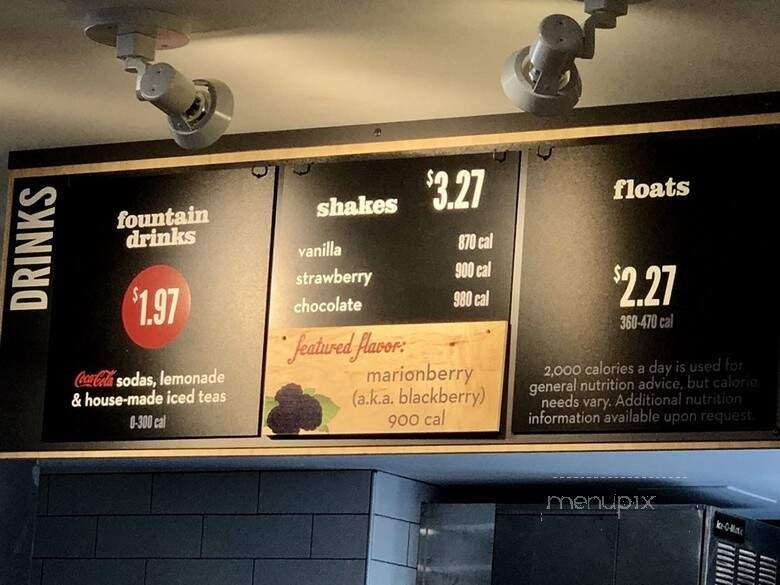 DRINKS
fountain
drinks
$1.97
Coca-Cola sodas, lemonade
& house-made iced teas
0-300 cal
shakes $3.27
vanilla 870 cal
strawberry 900 cal
chocolate 980 cal
featured flavor:
marionberry
(a.k.a. blackberry)
900 cal
floats
$2.27
360-470 cal
2,000 calories a day is used for
general nutrition advice, but calorie
needs vary. Additional nutrition
information available upon request.
menupix
Ice-O-Matic